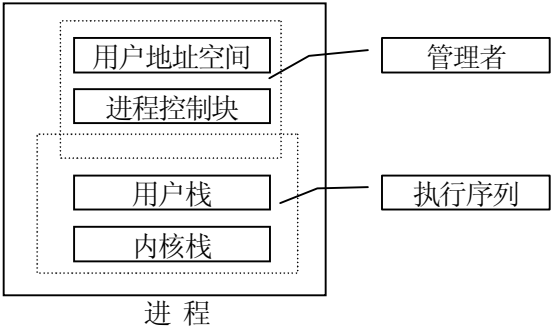 用户地址空间
管理者
进程控制块
用户栈
执行序列
内核栈
进 程